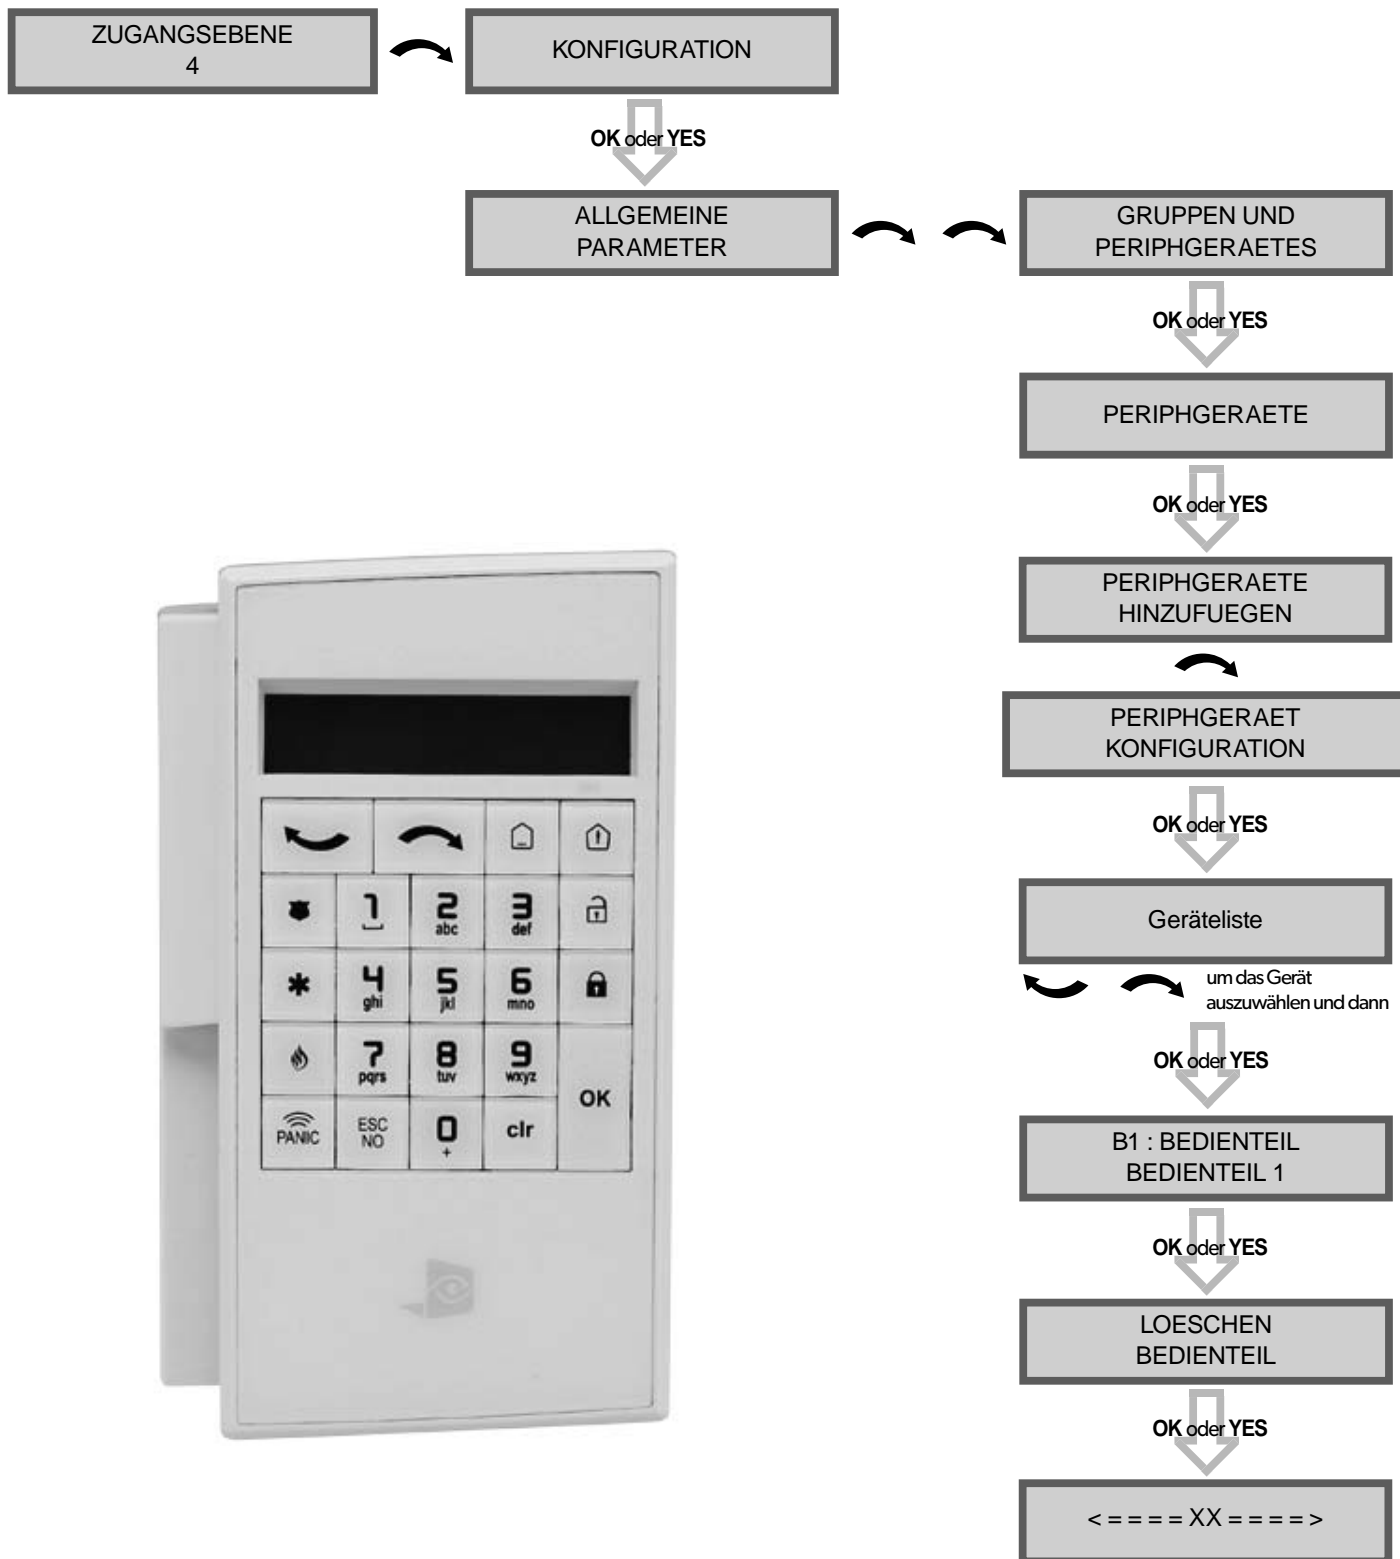 ZUGANGSEBENE
4
KONFIGURATION
OK oder YES
ALLGEMEINE
PARAMETER
GRUPPEN UND
PERIPHGERAETES
OK oder YES
PERIPHGERAETE
OK oder YES
PERIPHGERAETE
HINZUFUEGEN
PERIPHGERAET
KONFIGURATION
OK oder YES
Geräteliste
um das Gerät
auszuwählen und dann
OK oder YES
B1 : BEDIENTEIL
BEDIENTEIL 1
OK oder YES
LOESCHEN
BEDIENTEIL
OK oder YES
< = = = = XX = = = = >
1 2 3
abc def
4 5 6
ghi jkl mno
7 8 9
pqrs tuv wxyz
OK
PANIC
ESC
NO
0
+
clr